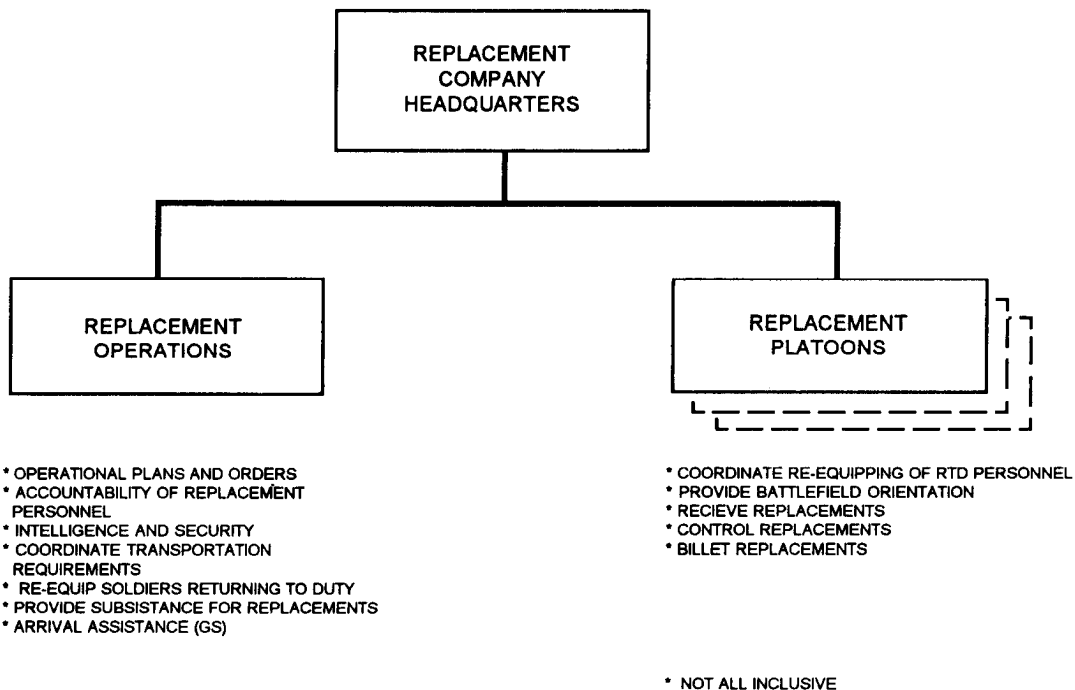 REPLACEMENT
COMPANY
HEADQUARTERS
REPLACEMENT
OPERATIONS
REPLACEMENT
PLATOONS
* OPERATIONAL PLANS AND ORDERS
* ACCOUNTABILITY OF REPLACEMENT
PERSONNEL
* INTELLIGENCE AND SECURITY
* COORDINATE TRANSPORTATION
REQUIREMENTS
* RE-EQUIP SOLDIERS RETURNING TO DUTY
* PROVIDE SUBSISTANCE FOR REPLACEMENTS
* ARRIVAL ASSISTANCE (GS)
* COORDINATE RE-EQUIPPING OF RTD PERSONNEL
* PROVIDE BATTLEFIELD ORIENTATION
* RECIEVE REPLACEMENTS
* CONTROL REPLACEMENTS
* BILLET REPLACEMENTS
* NOT ALL INCLUSIVE